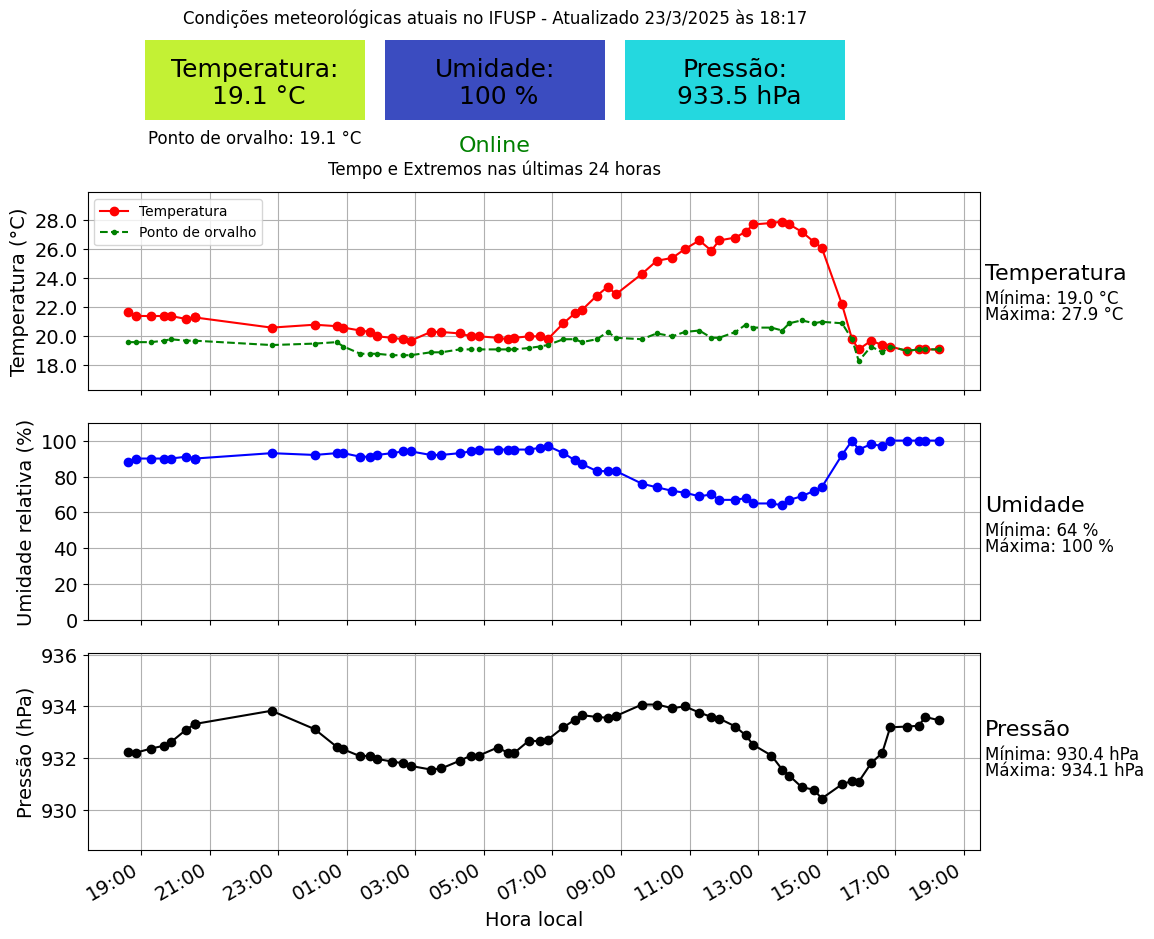 Condições meteorológicas atuais no IFUSP - Atualizado 23/3/2025 às 18:17
Temperatura:
19.1 °C
Umidade:
100 %
Pressão:
933.5 hPa
Ponto de orvalho: 19.1 °C
Online
Tempo e Extremos nas últimas 24 horas
Temperatura (°C)
28.0
26.0
24.0
22.0
20.0
18.0
Temperatura
Ponto de orvalho
Temperatura
Mínima: 19.0 °C
Máxima: 27.9 °C
Umidade relativa (%)
100
80
60
40
20
0
Umidade
Mínima: 64 %
Máxima: 100 %
Pressão (hPa)
936
934
932
930
Pressão
Mínima: 930.4 hPa
Máxima: 934.1 hPa
19:00 21:00 23:00 01:00 03:00 05:00 07:00 09:00 11:00 13:00 15:00 17:00 19:00
Hora local